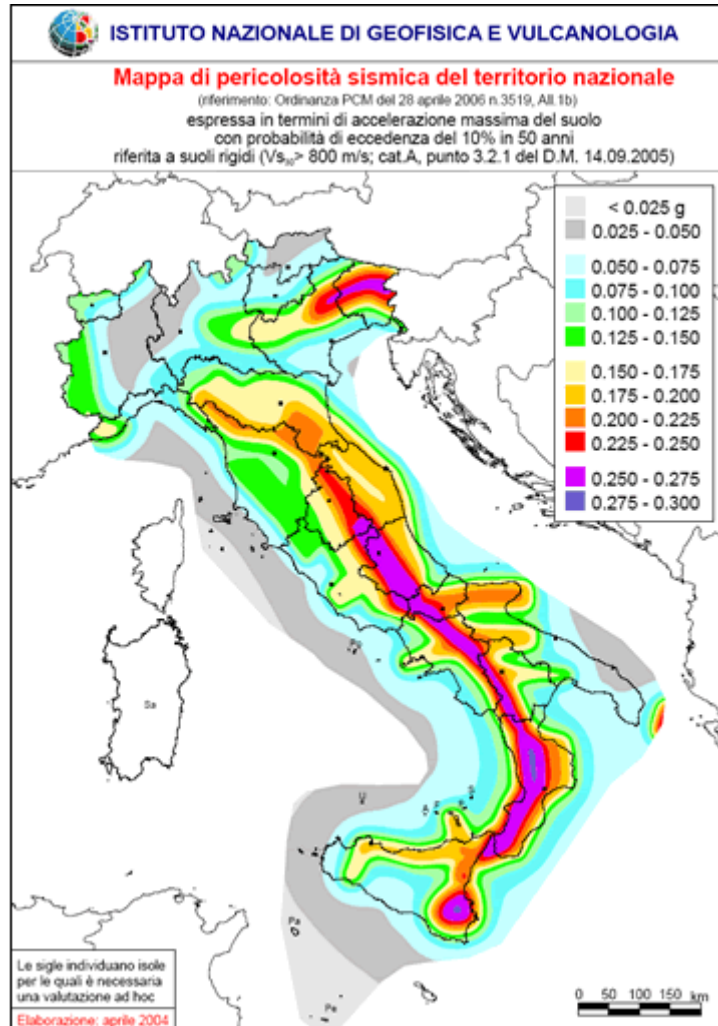 ISTITUTO NAZIONALE DI GEOFISICA E VULCANOLOGIA
Mappa di pericolosità sismica del territorio nazionale
(riferimento: Ordinanza PCM del 28 aprile 2006 n.3519, All.1b)
espressa in termini di accelerazione massima del suolo
con probabilità di eccedenza del 10% in 50 anni
riferita a suoli rigidi (Vs₃₀> 800 m/s; cat.A, punto 3.2.1 del D.M. 14.09.2005)
< 0.025 g
0.025 - 0.050
0.050 - 0.075
0.075 - 0.100
0.100 - 0.125
0.125 - 0.150
0.150 - 0.175
0.175 - 0.200
0.200 - 0.225
0.225 - 0.250
0.250 - 0.275
0.275 - 0.300
Sa
U
A
Pa
Pe
Le sigle individuano isole
per le quali è necessaria
una valutazione ad hoc
Elaborazione: aprile 2004
0 50 100 150 km